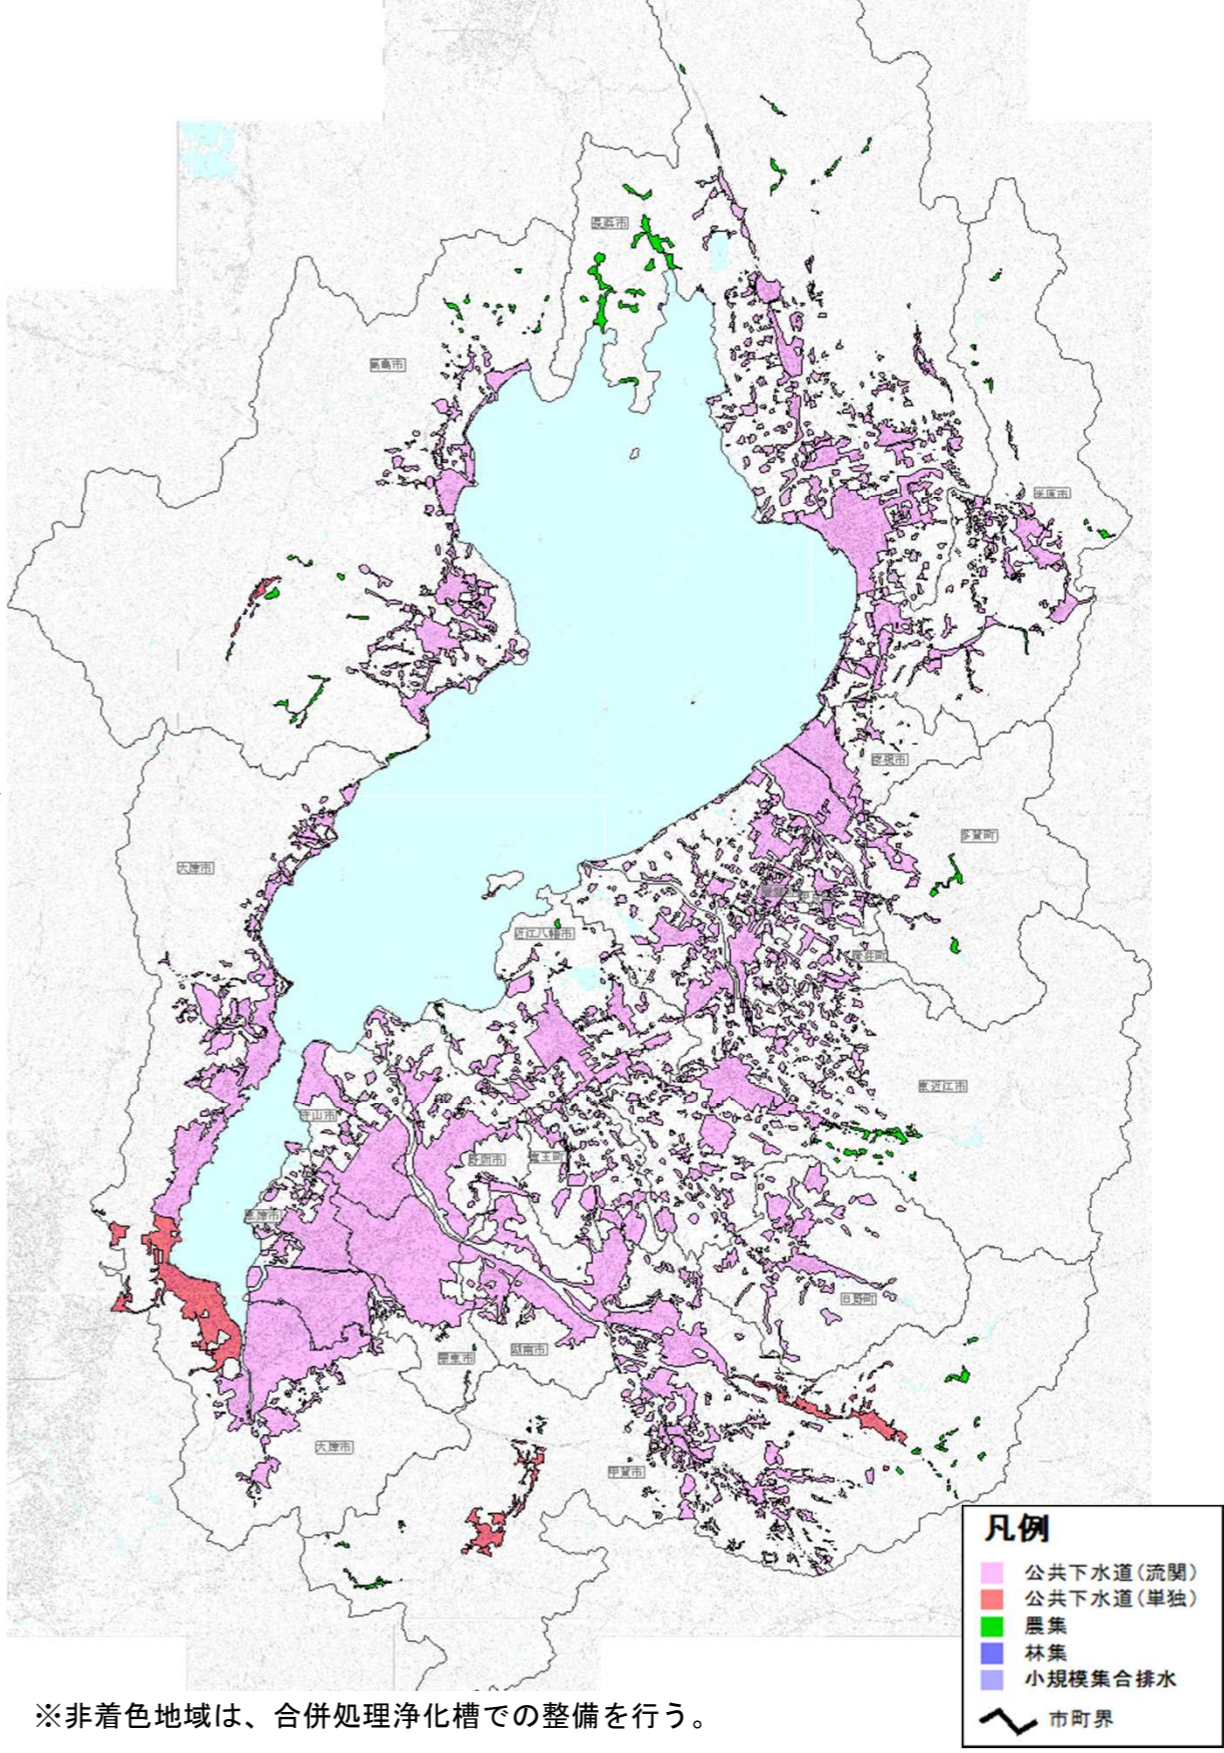 長浜市
高島市
米原市
彦根市
多賀町
大津市
近江八幡市
東近江市
守山市
野洲市
竜王町
草津市
日野町
湖南市
栗東市
大津市
甲賀市
凡例
公共下水道(流関)
公共下水道(単独)
農集
林集
小規模集合排水
市町界
※非着色地域は、合併処理浄化槽での整備を行う。